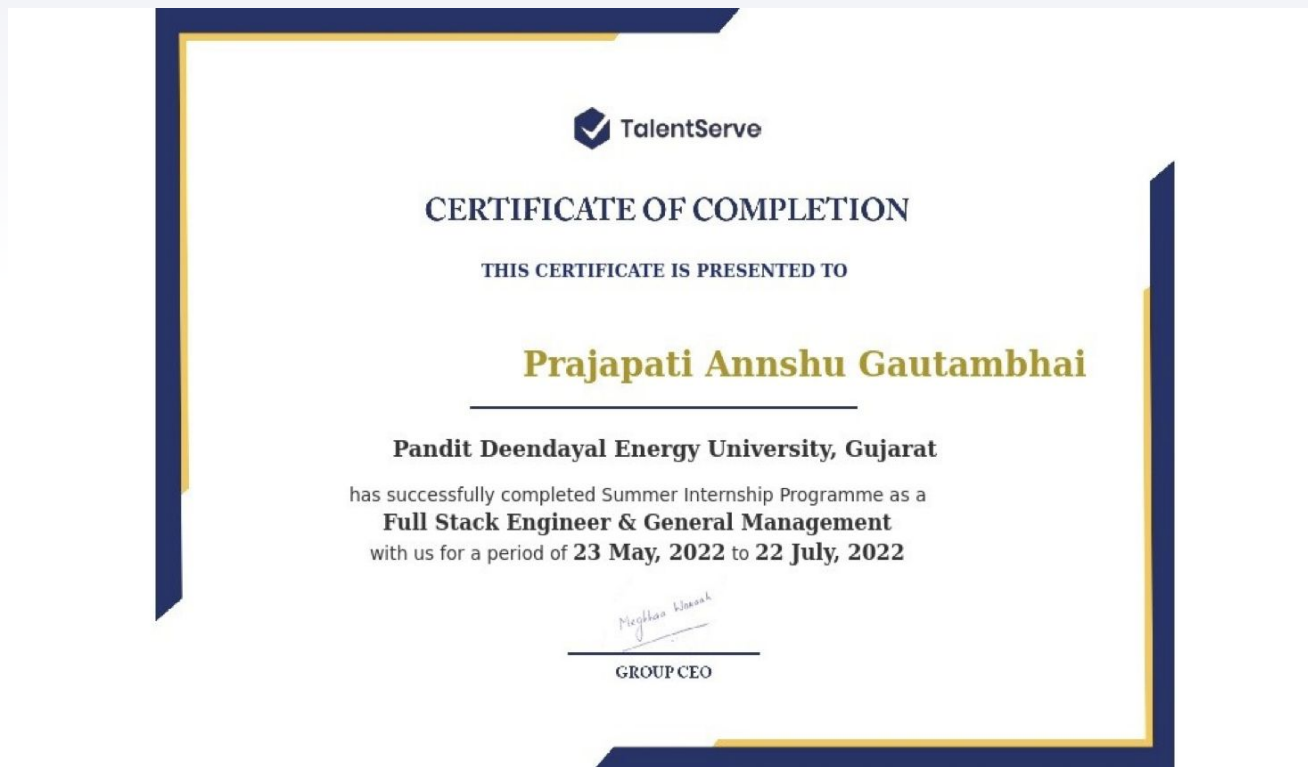 TalentServe
CERTIFICATE OF COMPLETION
THIS CERTIFICATE IS PRESENTED TO
Prajapati Annshu Gautambhai
Pandit Deendayal Energy University, Gujarat
has successfully completed Summer Internship Programme as a
Full Stack Engineer & General Management
with us for a period of 23 May, 2022 to 22 July, 2022
GROUP CEO